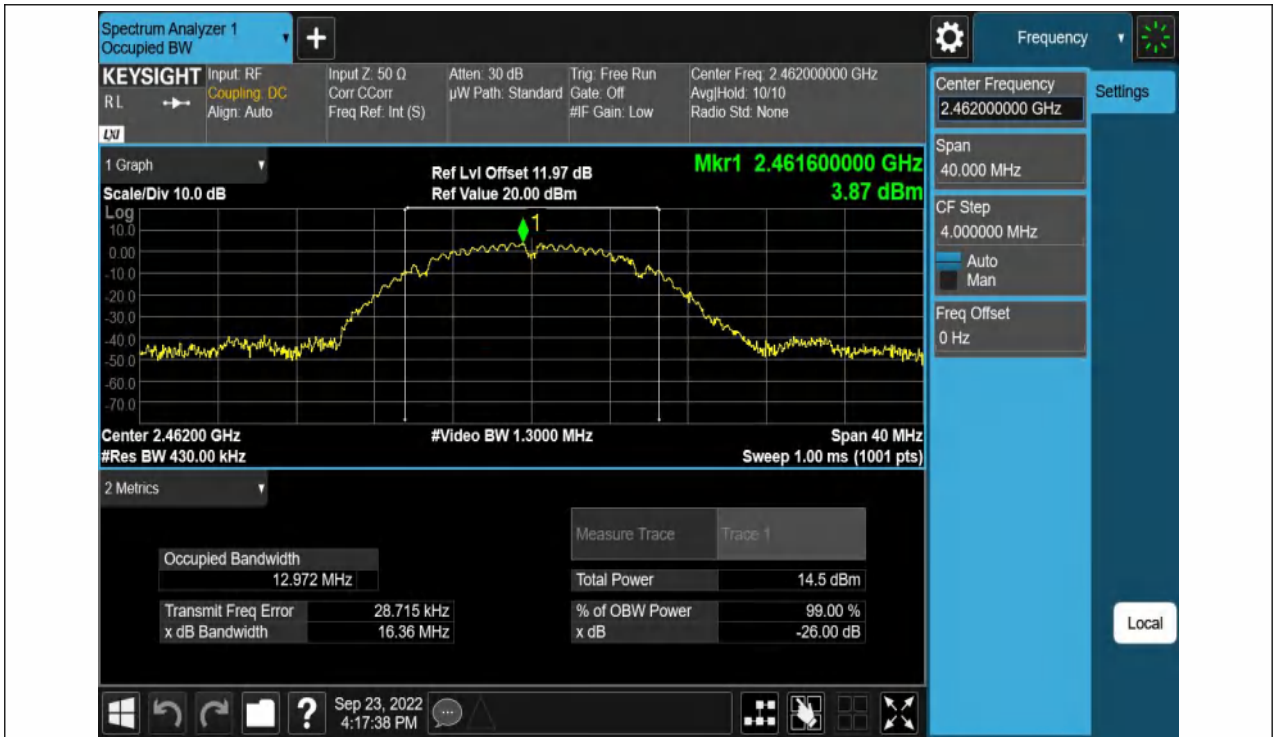 Spectrum Analyzer 1
Occupied BW
+
Frequency
KEYSIGHT
RL
LXI
Input: RF
Coupling: DC
Align: Auto
Input Z: 50 Ω
Corr CCorr
Freq Ref: Int (S)
Atten: 30 dB
µW Path: Standard
Trig: Free Run
Gate: Off
#IF Gain: Low
Center Freq: 2.462000000 GHz
Avg|Hold: 10/10
Radio Std: None
Center Frequency
2.462000000 GHz
Settings
Span
40.000 MHz
CF Step
4.000000 MHz
Auto
Man
Freq Offset
0 Hz
Local
1 Graph
Scale/Div 10.0 dB
Ref Lvl Offset 11.97 dB
Ref Value 20.00 dBm
Mkr1 2.461600000 GHz
3.87 dBm
Log
1
10.0
0.00
-10.0
-20.0
-30.0
-40.0
-50.0
-60.0
-70.0
Center 2.46200 GHz
#Video BW 1.3000 MHz
Span 40 MHz
#Res BW 430.00 kHz
Sweep 1.00 ms (1001 pts)
2 Metrics
Measure Trace
Trace 1
Occupied Bandwidth
12.972 MHz
Total Power
14.5 dBm
Transmit Freq Error
28.715 kHz
% of OBW Power
99.00 %
x dB Bandwidth
16.36 MHz
x dB
-26.00 dB
?
Sep 23, 2022
4:17:38 PM